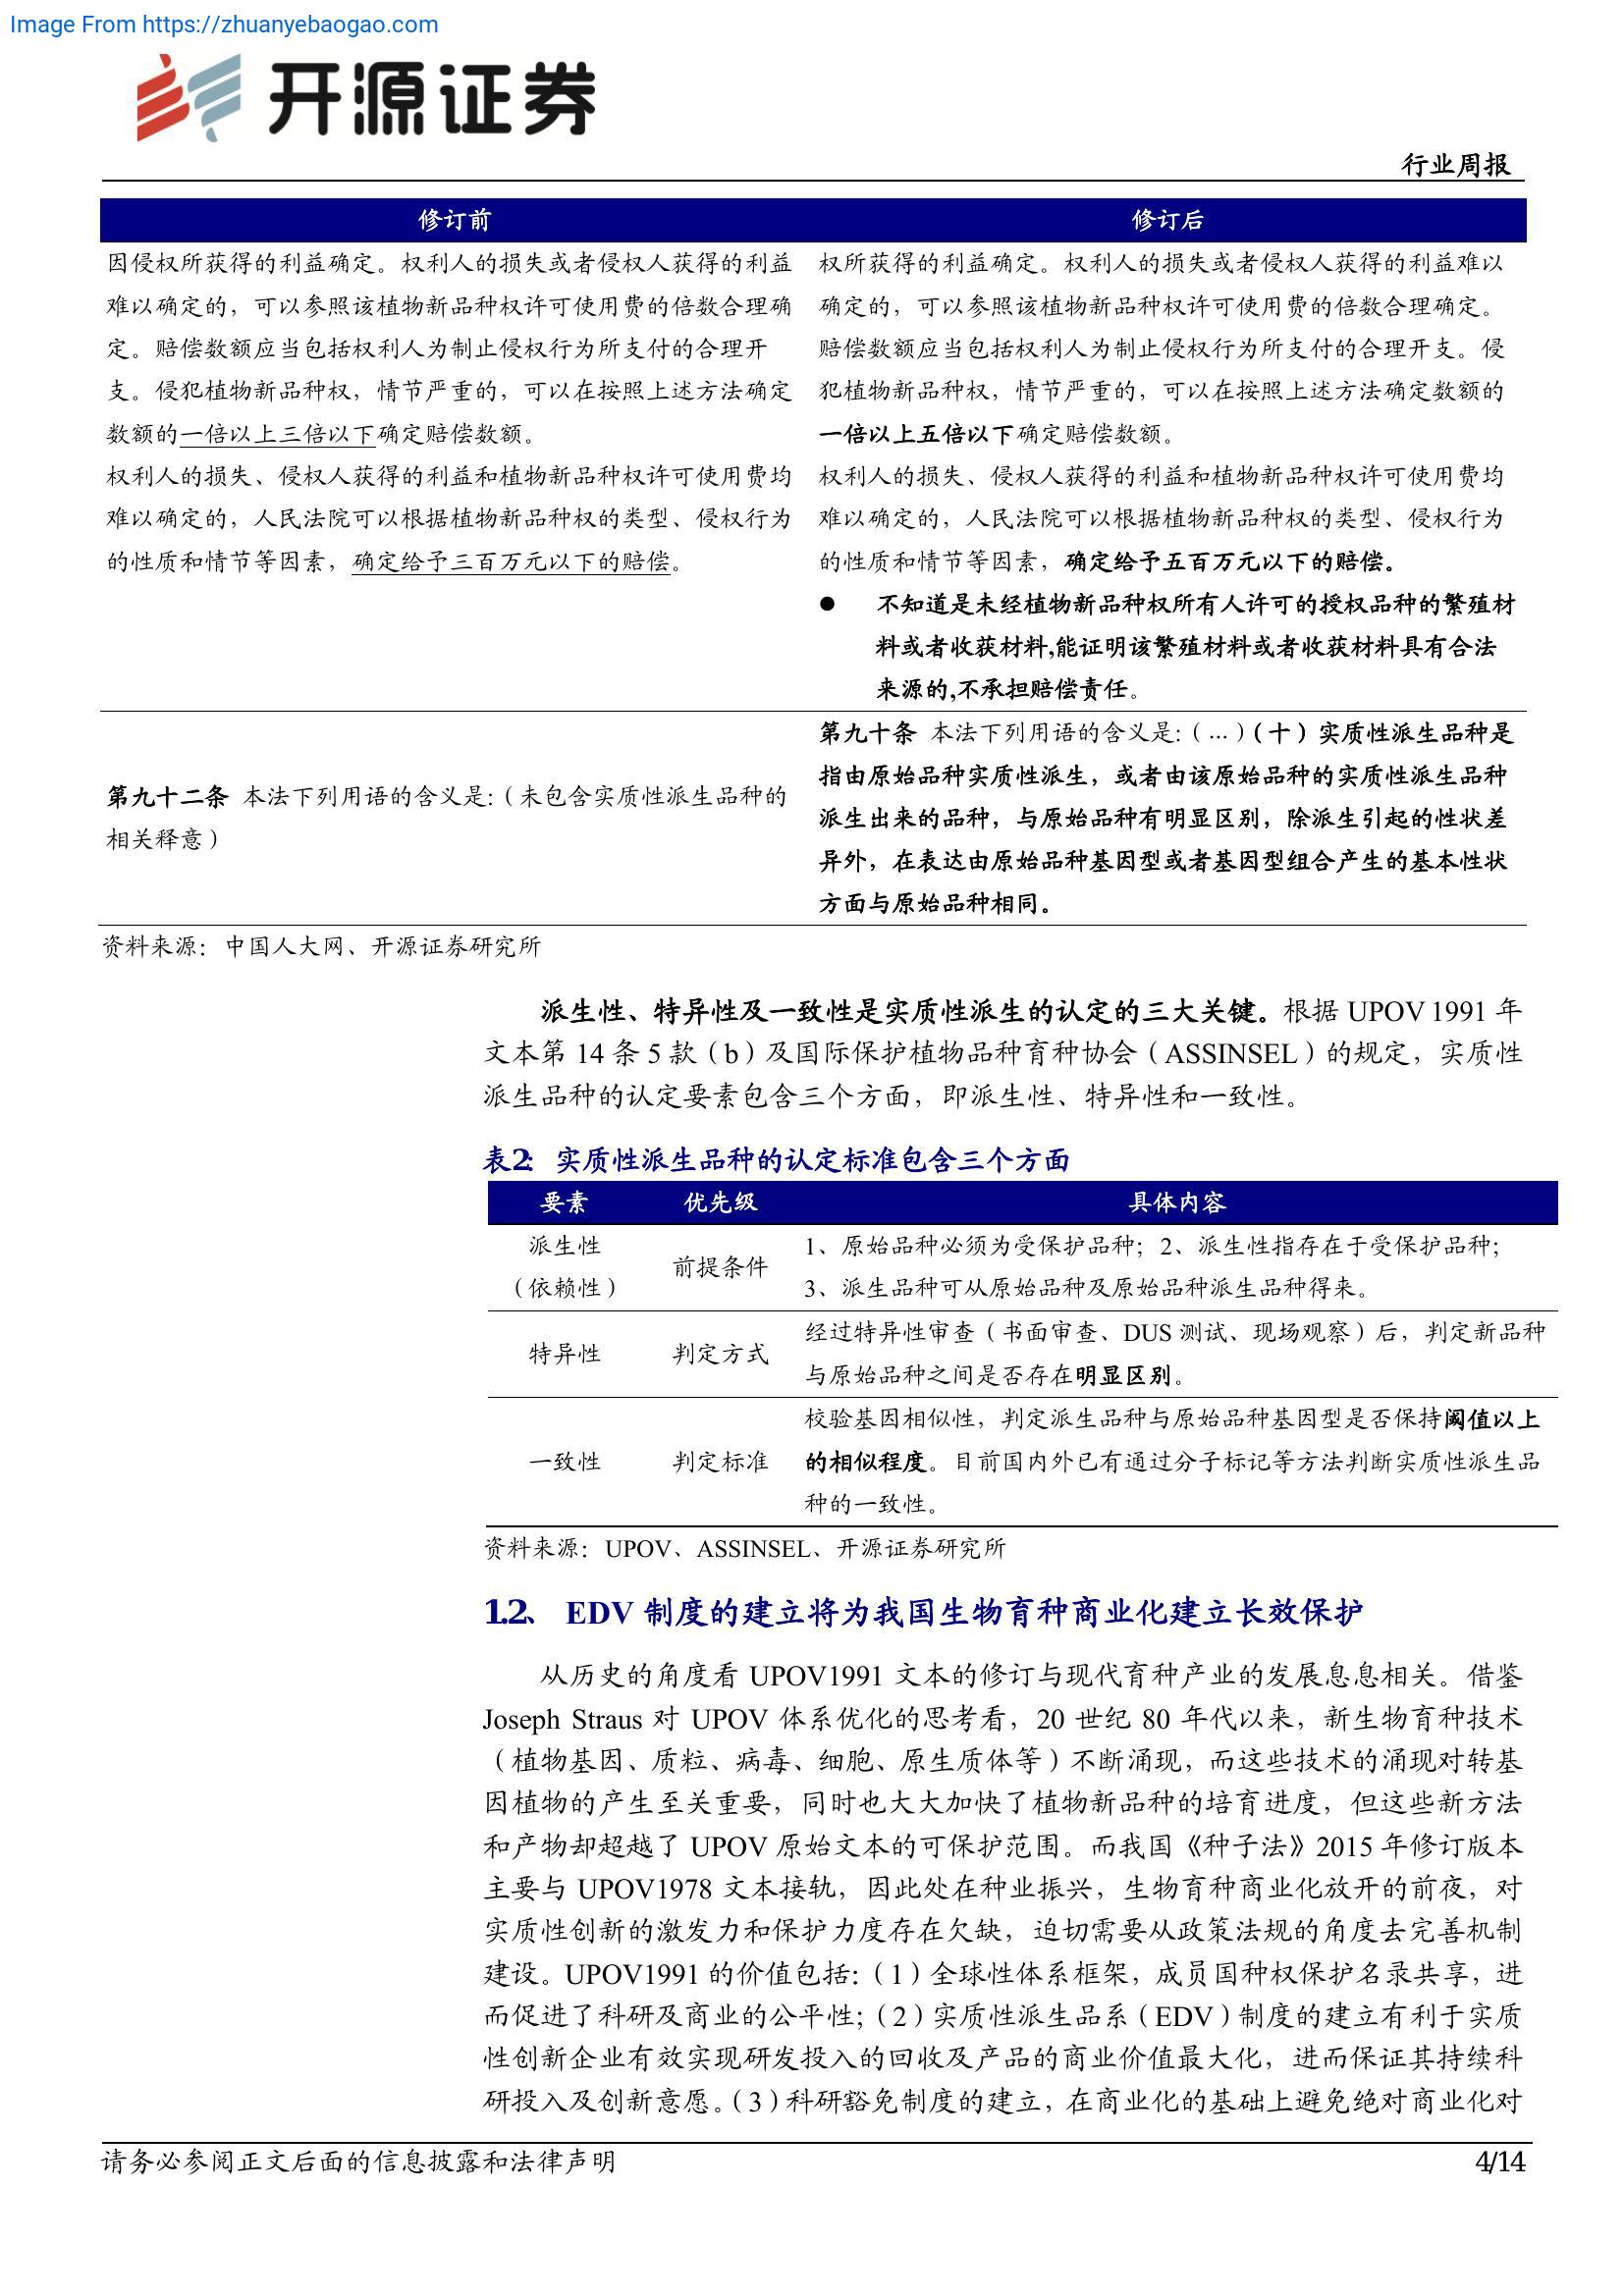 Image From https://zhuanyebaogao.com
开源证券
行业周报
修订前
修订后
因侵权所获得的利益确定。权利人的损失或者侵权人获得的利益
难以确定的，可以参照该植物新品种权许可使用费的倍数合理确
定。赔偿数额应当包括权利人为制止侵权行为所支付的合理开
支。侵犯植物新品种权，情节严重的，可以在按照上述方法确定
数额的一倍以上三倍以下确定赔偿数额。
权利人的损失、侵权人获得的利益和植物新品种权许可使用费均
难以确定的，人民法院可以根据植物新品种权的类型、侵权行为
的性质和情节等因素，确定给予三百万元以下的赔偿。
权所获得的利益确定。权利人的损失或者侵权人获得的利益难以
确定的，可以参照该植物新品种权许可使用费的倍数合理确定。
赔偿数额应当包括权利人为制止侵权行为所支付的合理开支。侵
犯植物新品种权，情节严重的，可以在按照上述方法确定数额的
一倍以上五倍以下确定赔偿数额。
权利人的损失、侵权人获得的利益和植物新品种权许可使用费均
难以确定的，人民法院可以根据植物新品种权的类型、侵权行为
的性质和情节等因素，确定给予五百万元以下的赔偿。
● 不知道是未经植物新品种权所有人许可的授权品种的繁殖材
料或者收获材料,能证明该繁殖材料或者收获材料具有合法
来源的,不承担赔偿责任。
第九十二条 本法下列用语的含义是:（未包含实质性派生品种的
相关释意）
第九十条 本法下列用语的含义是:（...）（十）实质性派生品种是
指由原始品种实质性派生，或者由该原始品种的实质性派生品种
派生出来的品种，与原始品种有明显区别，除派生引起的性状差
异外，在表达由原始品种基因型或者基因型组合产生的基本性状
方面与原始品种相同。
资料来源：中国人大网、开源证券研究所
派生性、特异性及一致性是实质性派生的认定的三大关键。根据 UPOV 1991 年
文本第 14 条 5 款（b）及国际保护植物品种育种协会（ASSINSEL）的规定，实质性
派生品种的认定要素包含三个方面，即派生性、特异性和一致性。
表2： 实质性派生品种的认定标准包含三个方面
要素 优先级 具体内容
派生性
（依赖性）
前提条件
1、原始品种必须为受保护品种；2、派生性指存在于受保护品种；
3、派生品种可从原始品种及原始品种派生品种得来。
特异性
判定方式
经过特异性审查（书面审查、DUS 测试、现场观察）后，判定新品种
与原始品种之间是否存在明显区别。
一致性
判定标准
校验基因相似性，判定派生品种与原始品种基因型是否保持阈值以上
的相似程度。目前国内外已有通过分子标记等方法判断实质性派生品
种的一致性。
资料来源：UPOV、ASSINSEL、开源证券研究所
1.2、 EDV 制度的建立将为我国生物育种商业化建立长效保护
从历史的角度看 UPOV1991 文本的修订与现代育种产业的发展息息相关。借鉴
Joseph Straus 对 UPOV 体系优化的思考看，20 世纪 80 年代以来，新生物育种技术
（植物基因、质粒、病毒、细胞、原生质体等）不断涌现，而这些技术的涌现对转基
因植物的产生至关重要，同时也大大加快了植物新品种的培育进度，但这些新方法
和产物却超越了 UPOV 原始文本的可保护范围。而我国《种子法》2015 年修订版本
主要与 UPOV1978 文本接轨，因此处在种业振兴，生物育种商业化放开的前夜，对
实质性创新的激发力和保护力度存在欠缺，迫切需要从政策法规的角度去完善机制
建设。UPOV1991 的价值包括:（1）全球性体系框架，成员国种权保护名录共享，进
而促进了科研及商业的公平性;（2）实质性派生品系（EDV）制度的建立有利于实质
性创新企业有效实现研发投入的回收及产品的商业价值最大化，进而保证其持续科
研投入及创新意愿。（3）科研豁免制度的建立，在商业化的基础上避免绝对商业化对
请务必参阅正文后面的信息披露和法律声明
4/14